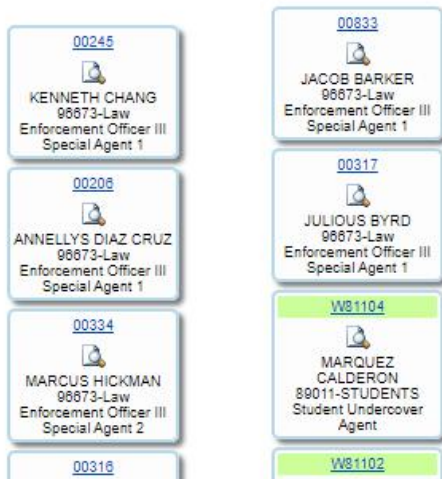 00245
KENNETH CHANG
96673-Law
Enforcement Officer III
Special Agent 1
00206
ANNELLYS DIAZ CRUZ
96673-Law
Enforcement Officer III
Special Agent 1
00334
MARCUS HICKMAN
96673-Law
Enforcement Officer III
Special Agent 2
00316
00833
JACOB BARKER
96673-Law
Enforcement Officer III
Special Agent 1
00317
JULIOUS BYRD
96673-Law
Enforcement Officer III
Special Agent 1
W81104
MARQUEZ
CALDERON
89011-STUDENTS
Student Undercover
Agent
W81102